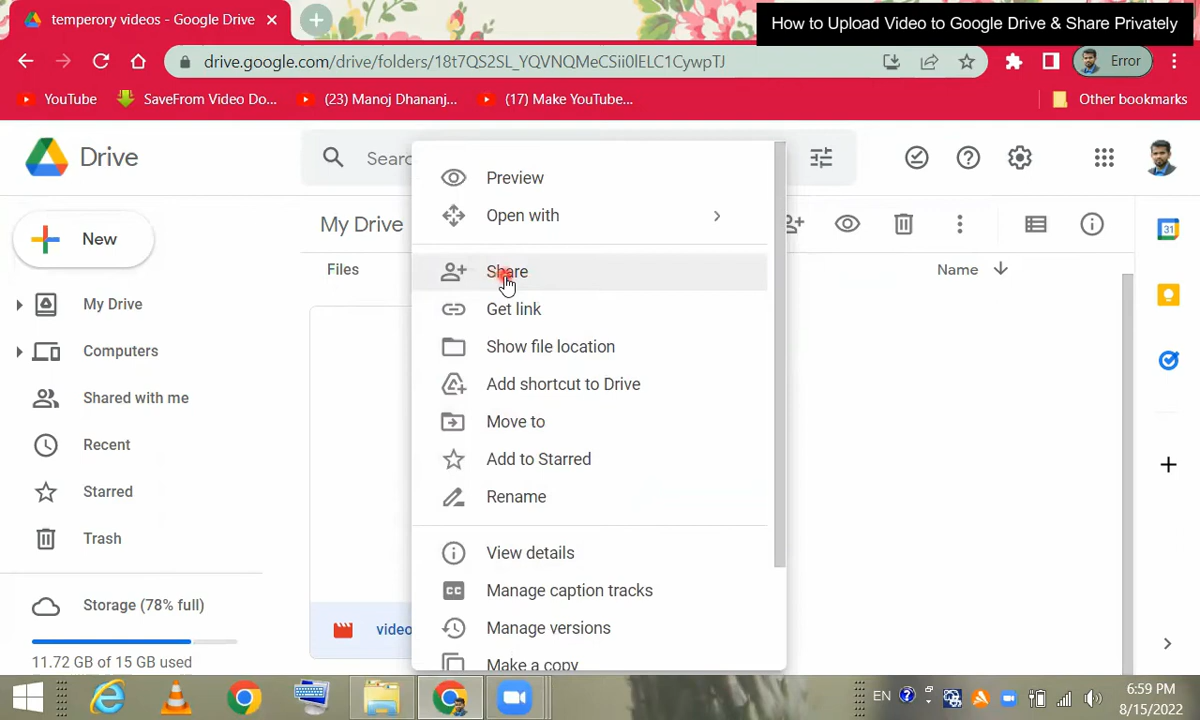 temperory videos - Google Drive
How to Upload Video to Google Drive & Share Privately
drive.google.com/drive/folders/18t7QS2SL_YQVNQMeCSii0lELC1CywpTJ
Error
YouTube
SaveFrom Video Do...
(23) Manoj Dhananj...
(17) Make YouTube...
Other bookmarks
Drive
Searc
Preview
Open with
New
My Drive
Files
Share
Name
Get link
My Drive
Show file location
Computers
Add shortcut to Drive
Shared with me
Move to
Recent
Add to Starred
Starred
Rename
Trash
View details
Storage (78% full)
Manage caption tracks
video
Manage versions
11.72 GB of 15 GB used
Make a copy
31
CC
EN
6:59 PM
8/15/2022